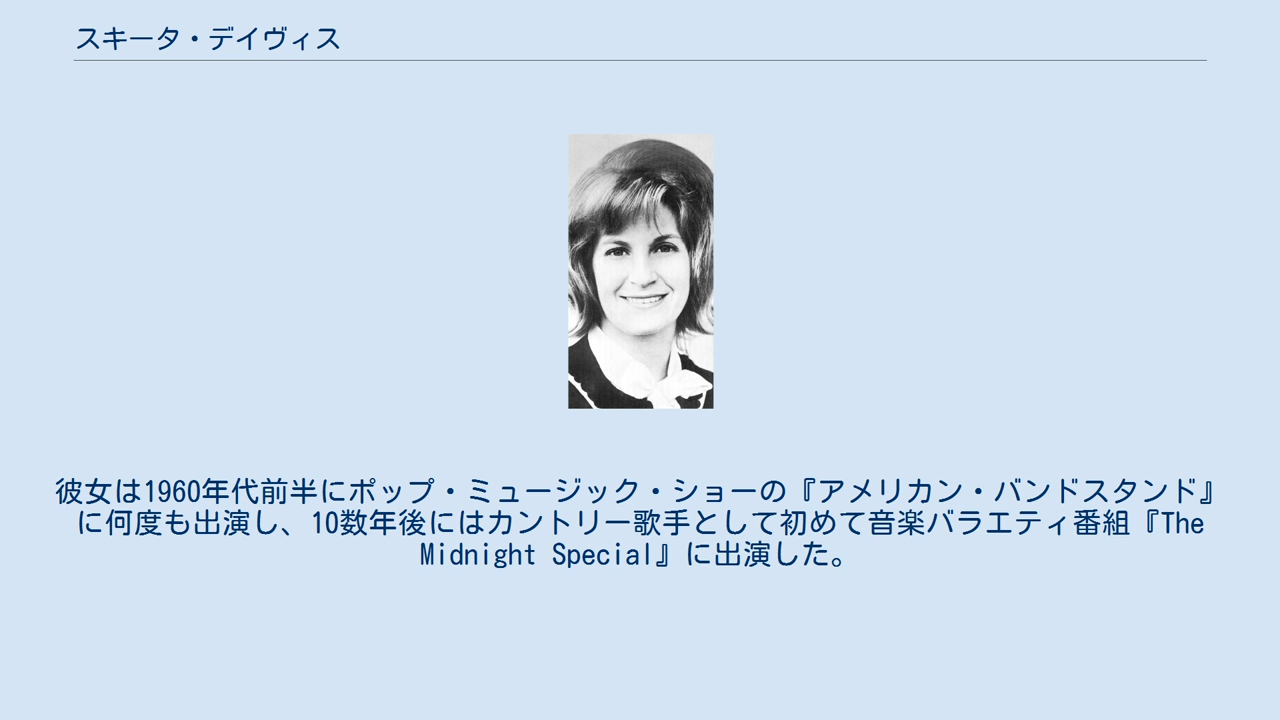 スキータ・デイヴィス
彼女は1960年代前半にポップ・ミュージック・ショーの『アメリカン・バンドスタンド』
に何度も出演し、10数年後にはカントリー歌手として初めて音楽バラエティ番組『The
Midnight Special』に出演した。